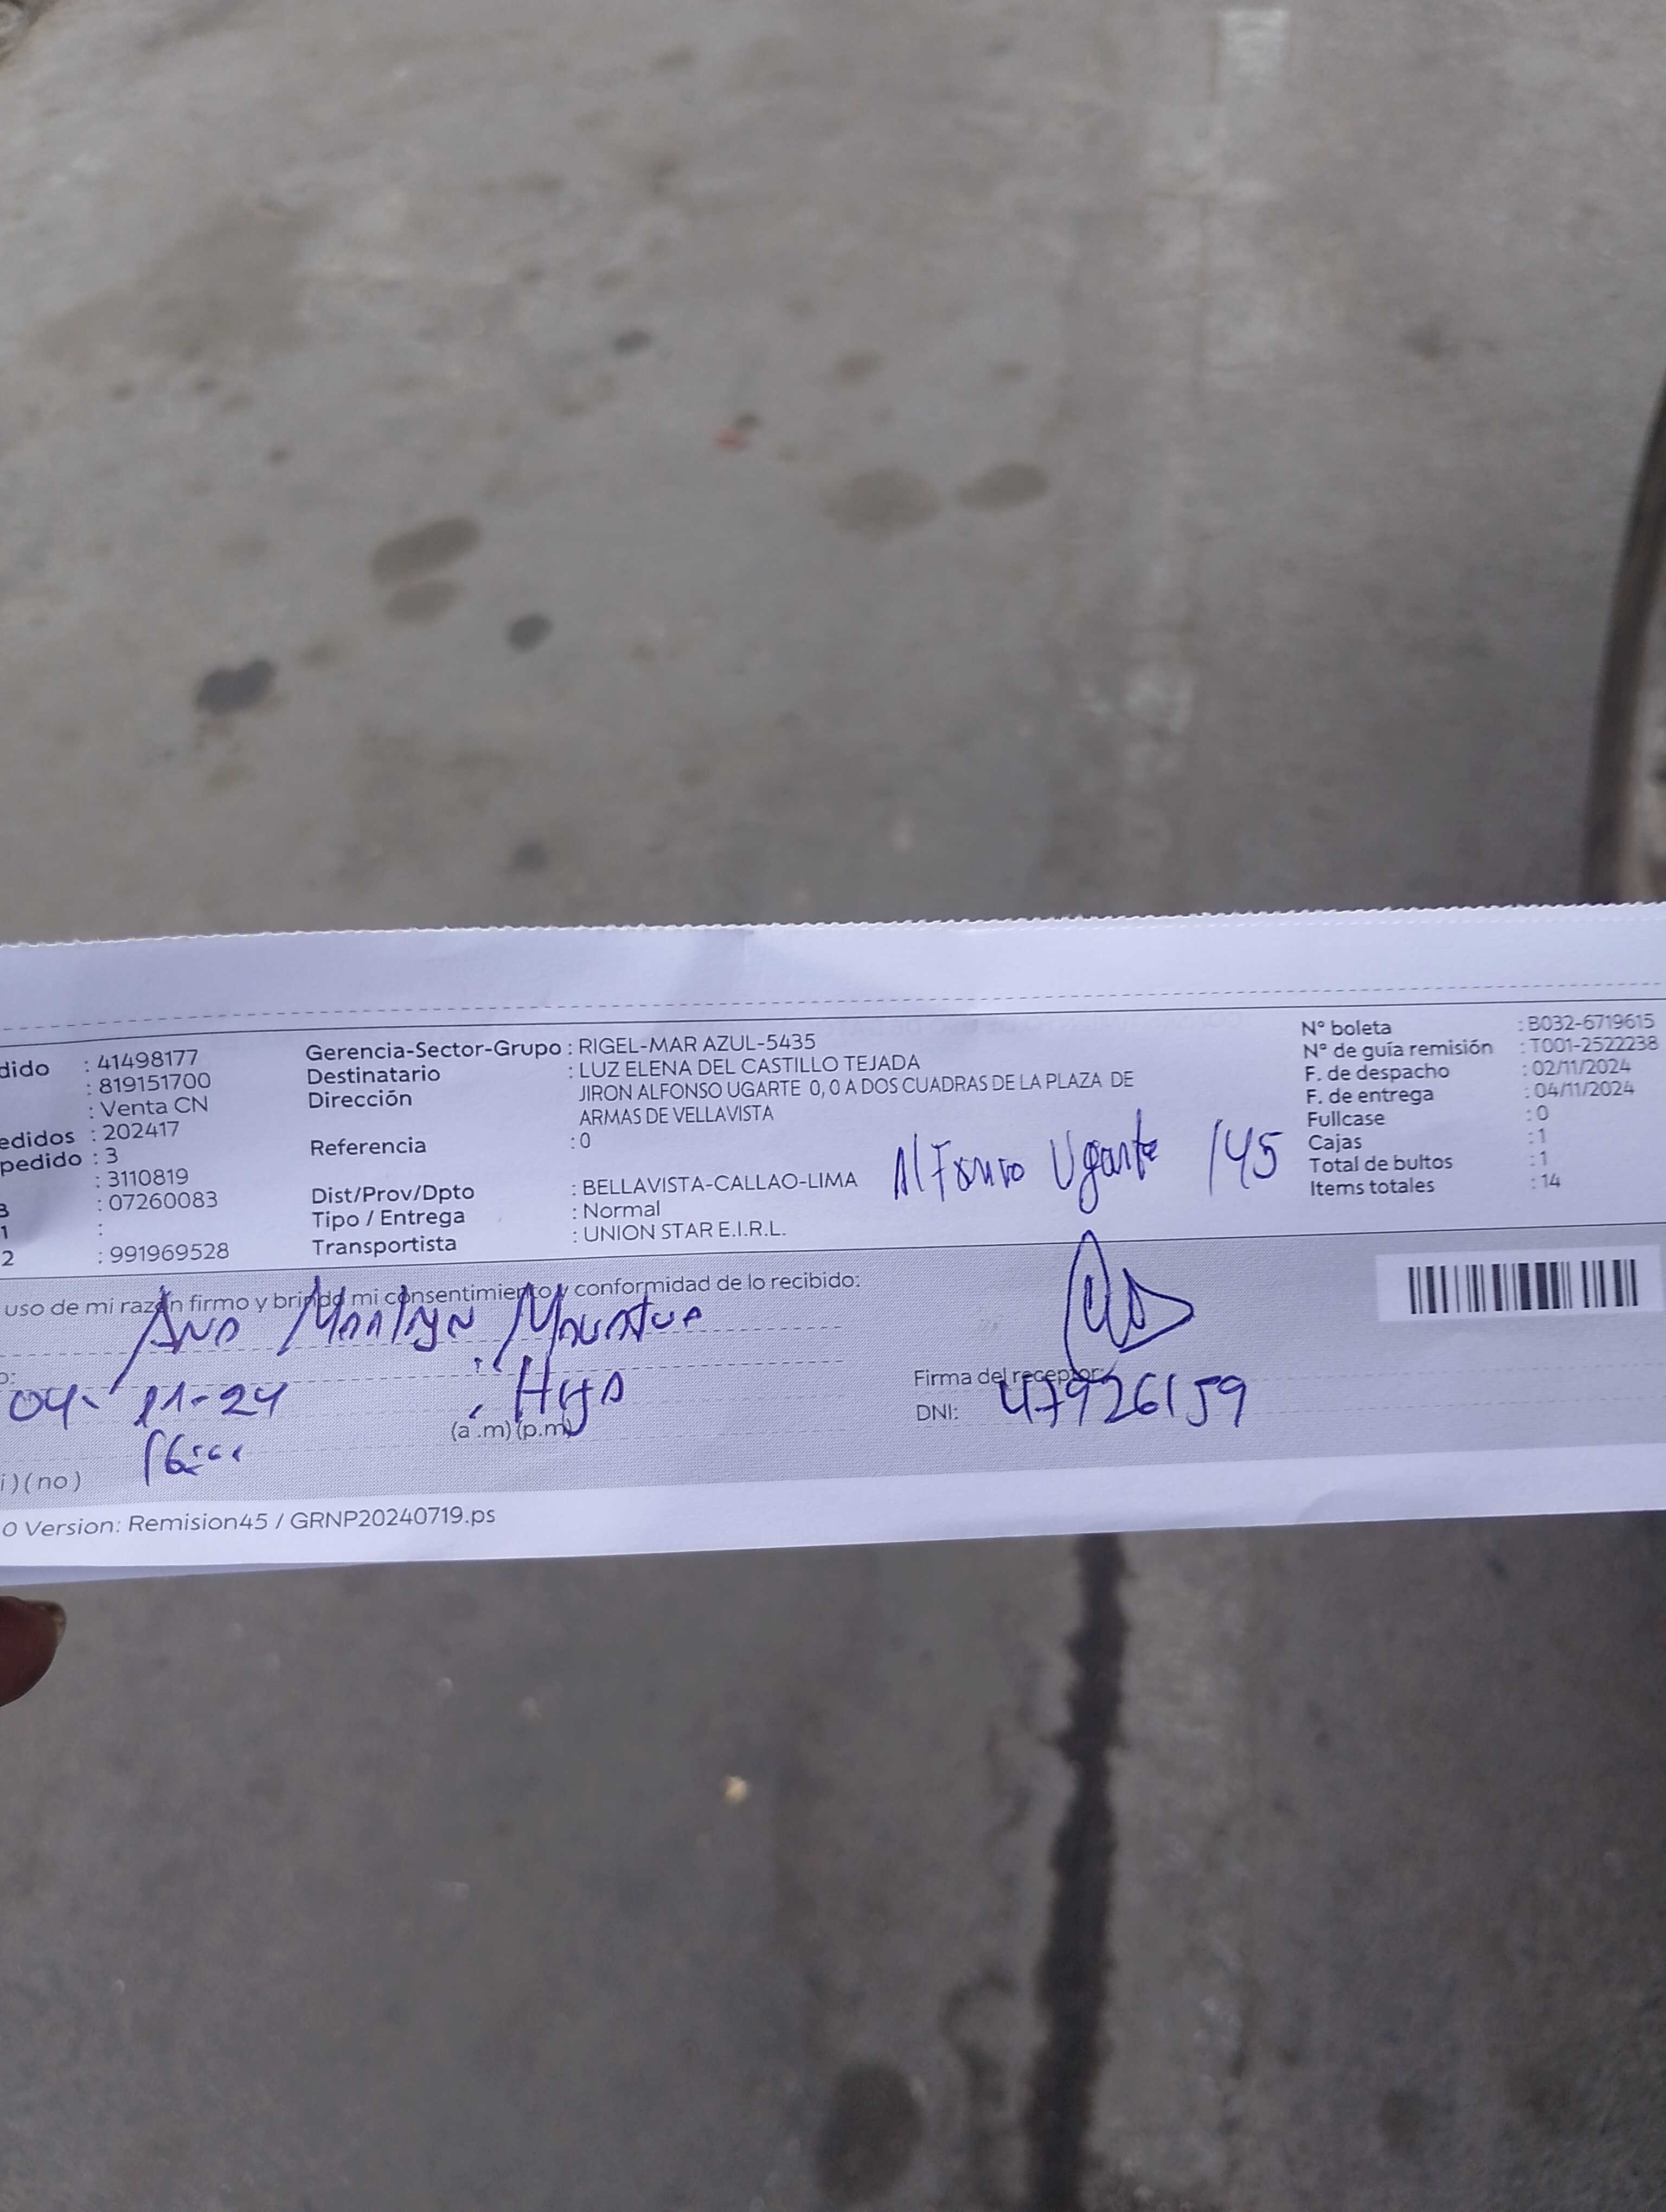 dido : 41498177
: 819151700
: Venta CN
edidos : 202417
pedido : 3
: 3110819
3 : 07260083
1 :
2 : 991969528
Gerencia-Sector-Grupo : RIGEL-MAR AZUL-5435
Destinatario : LUZ ELENA DEL CASTILLO TEJADA
Dirección JIRON ALFONSO UGARTE 0, 0 A DOS CUADRAS DE LA PLAZA DE
ARMAS DE VELLAVISTA
Referencia : 0
Alfonso Ugarte 145
Dist/Prov/Dpto : BELLAVISTA-CALLAO-LIMA
Tipo / Entrega : Normal
Transportista : UNION STAR E.I.R.L.
N° boleta : B032-6719615
N° de guía remisión : T001-2522238
F. de despacho : 02/11/2024
F. de entrega : 04/11/2024
Fullcase : 0
Cajas : 1
Total de bultos : 1
Items totales : 14
uso de mi razón firmo y brindo mi consentimiento y conformidad de lo recibido:
Ana
o:
04-11-24 Hija
(a .m) (p.m)
Firma del receptor:
DNI: 47926159
i ) ( no )
0 Version: Remision45 / GRNP20240719.ps